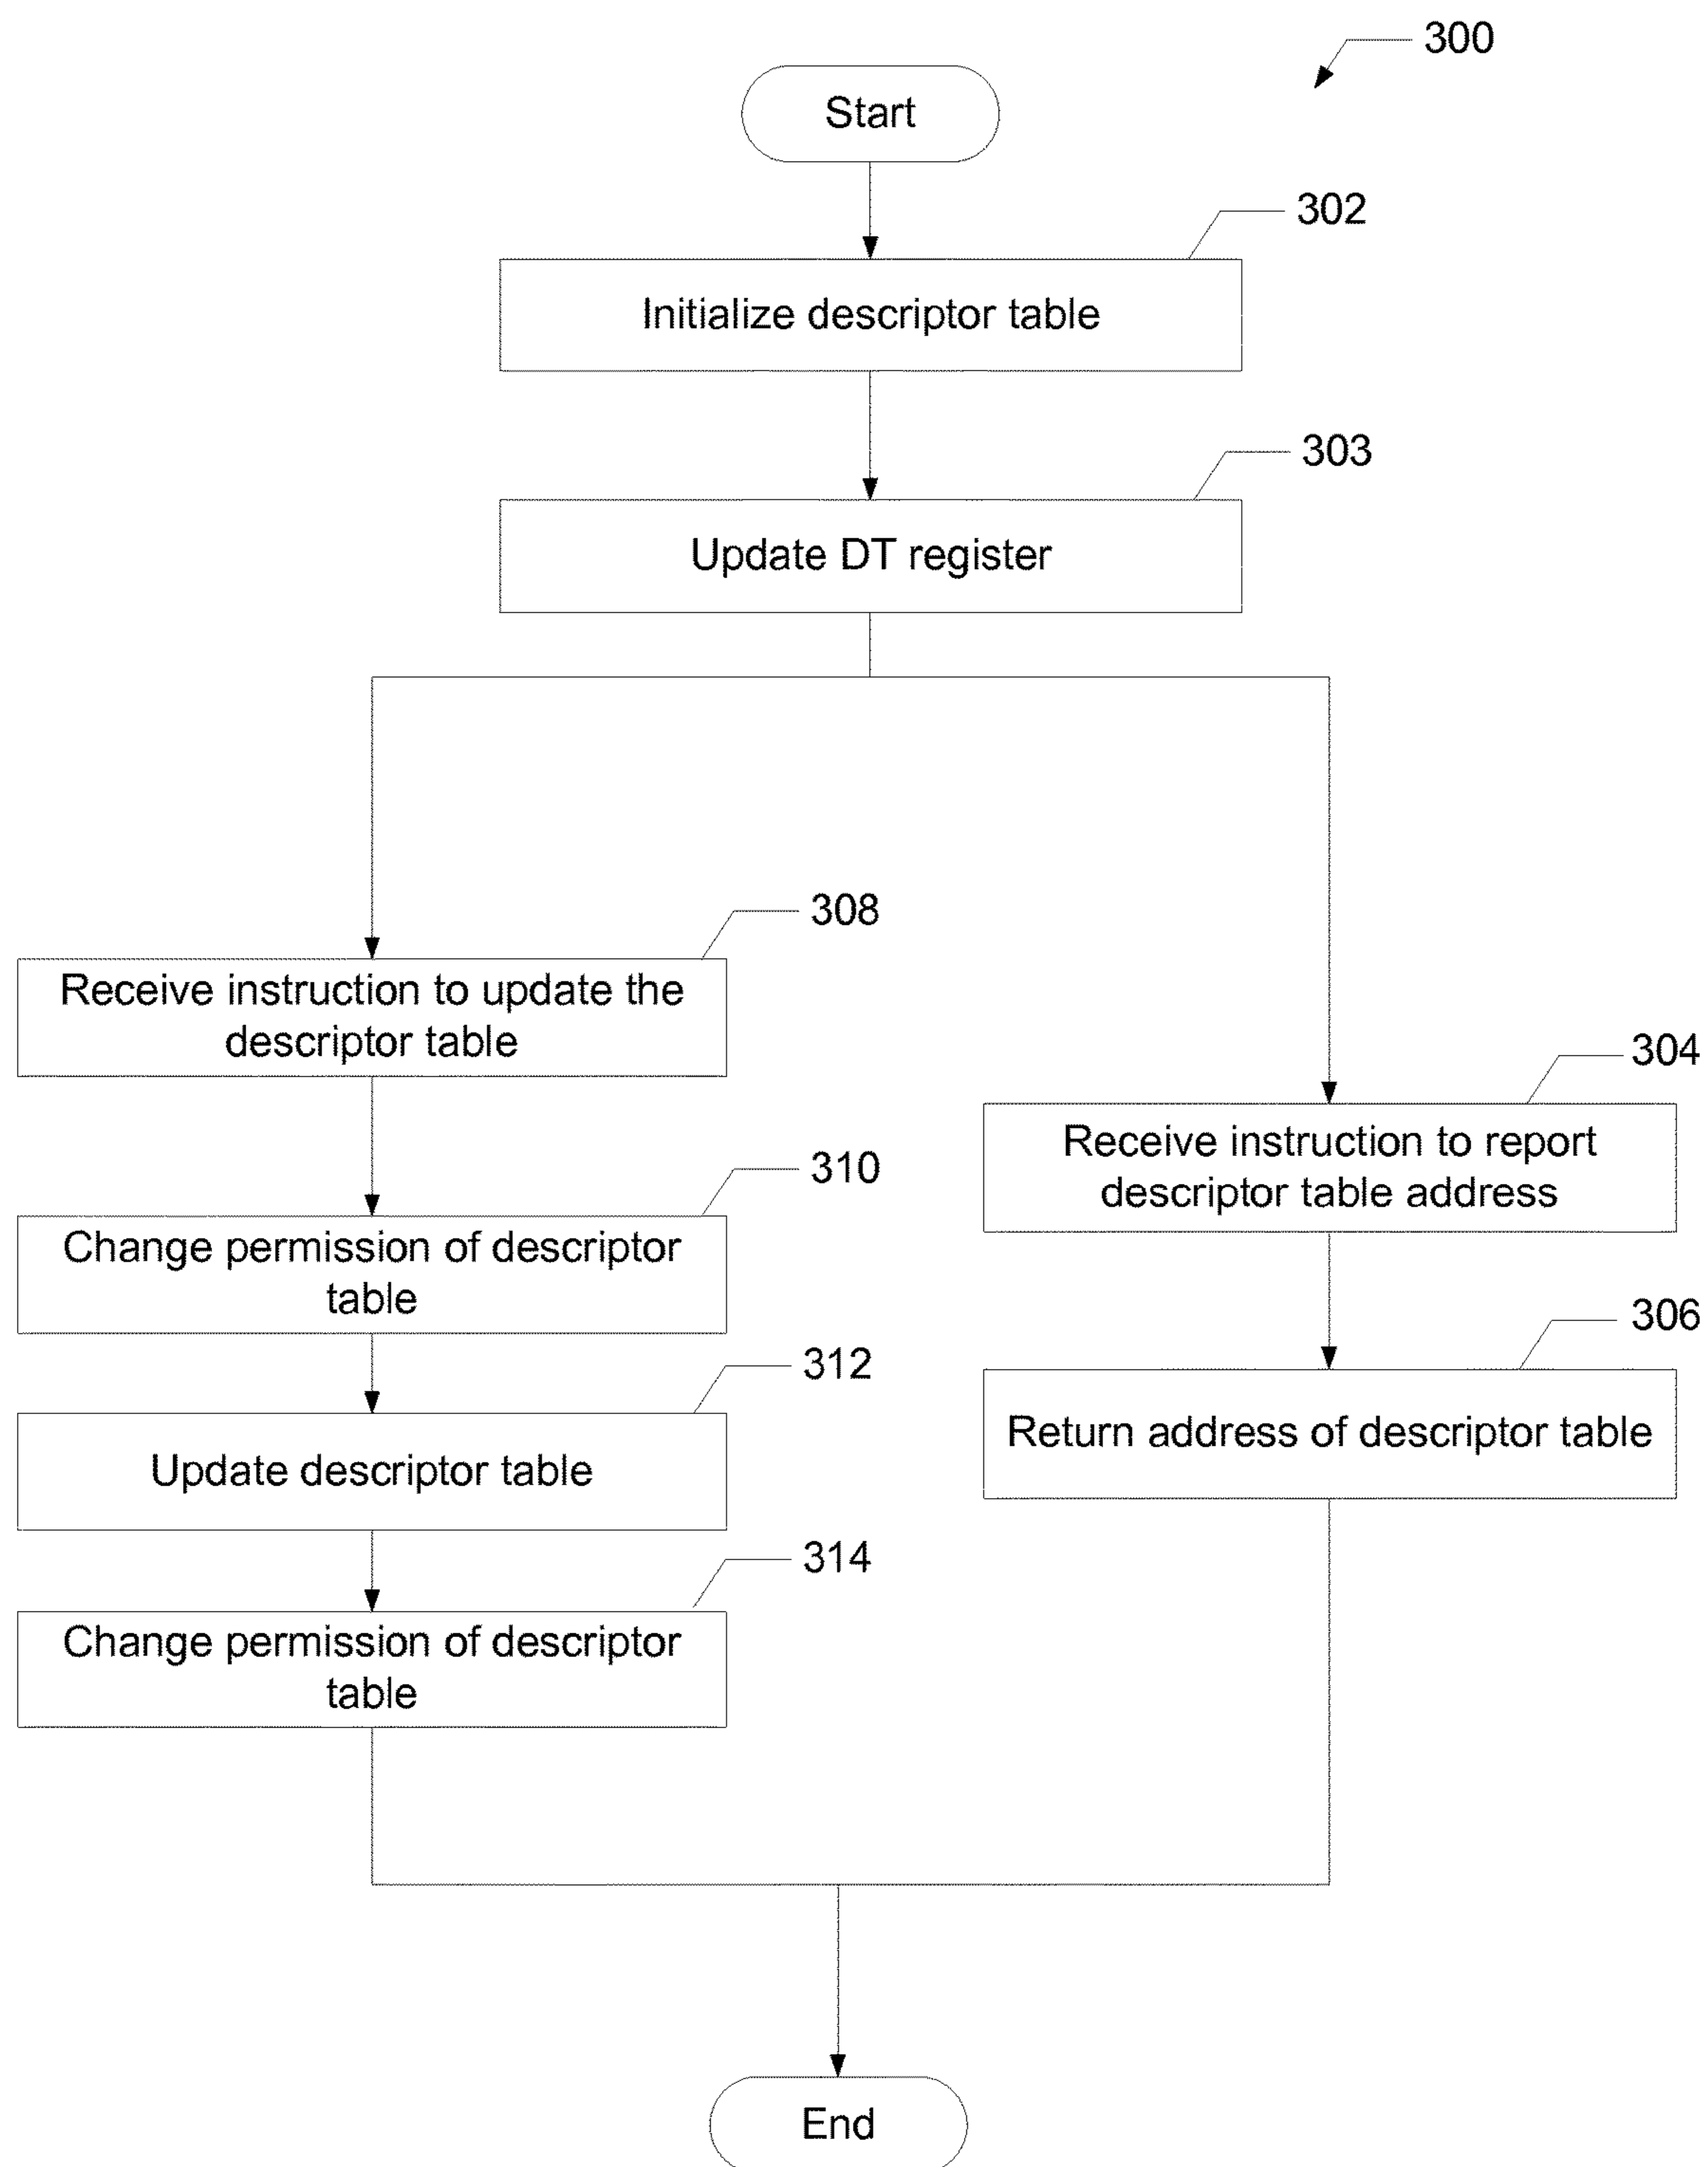 300
Start
302
Initialize descriptor table
303
Update DT register
308
Receive instruction to update the
descriptor table
310
Change permission of descriptor
table
312
Update descriptor table
314
Change permission of descriptor
table
304
Receive instruction to report
descriptor table address
306
Return address of descriptor table
End